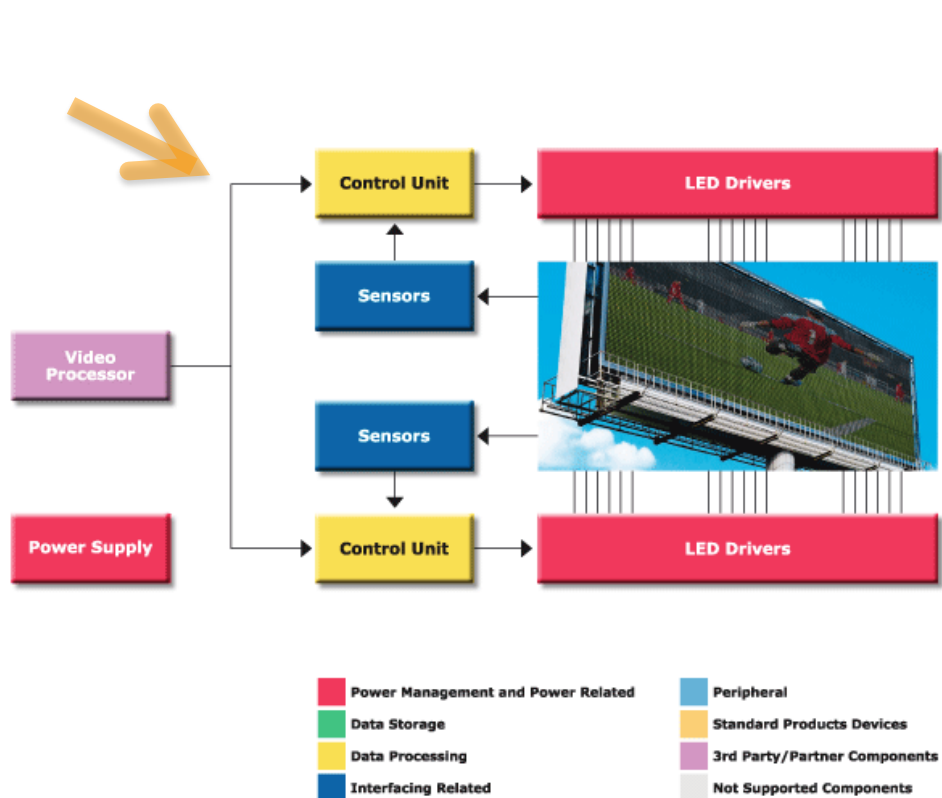 Control Unit
LED Drivers
Sensors
Video
Processor
Sensors
Power Supply
Control Unit
LED Drivers
Power Management and Power Related
Data Storage
Data Processing
Interfacing Related
Peripheral
Standard Products Devices
3rd Party/Partner Components
Not Supported Components